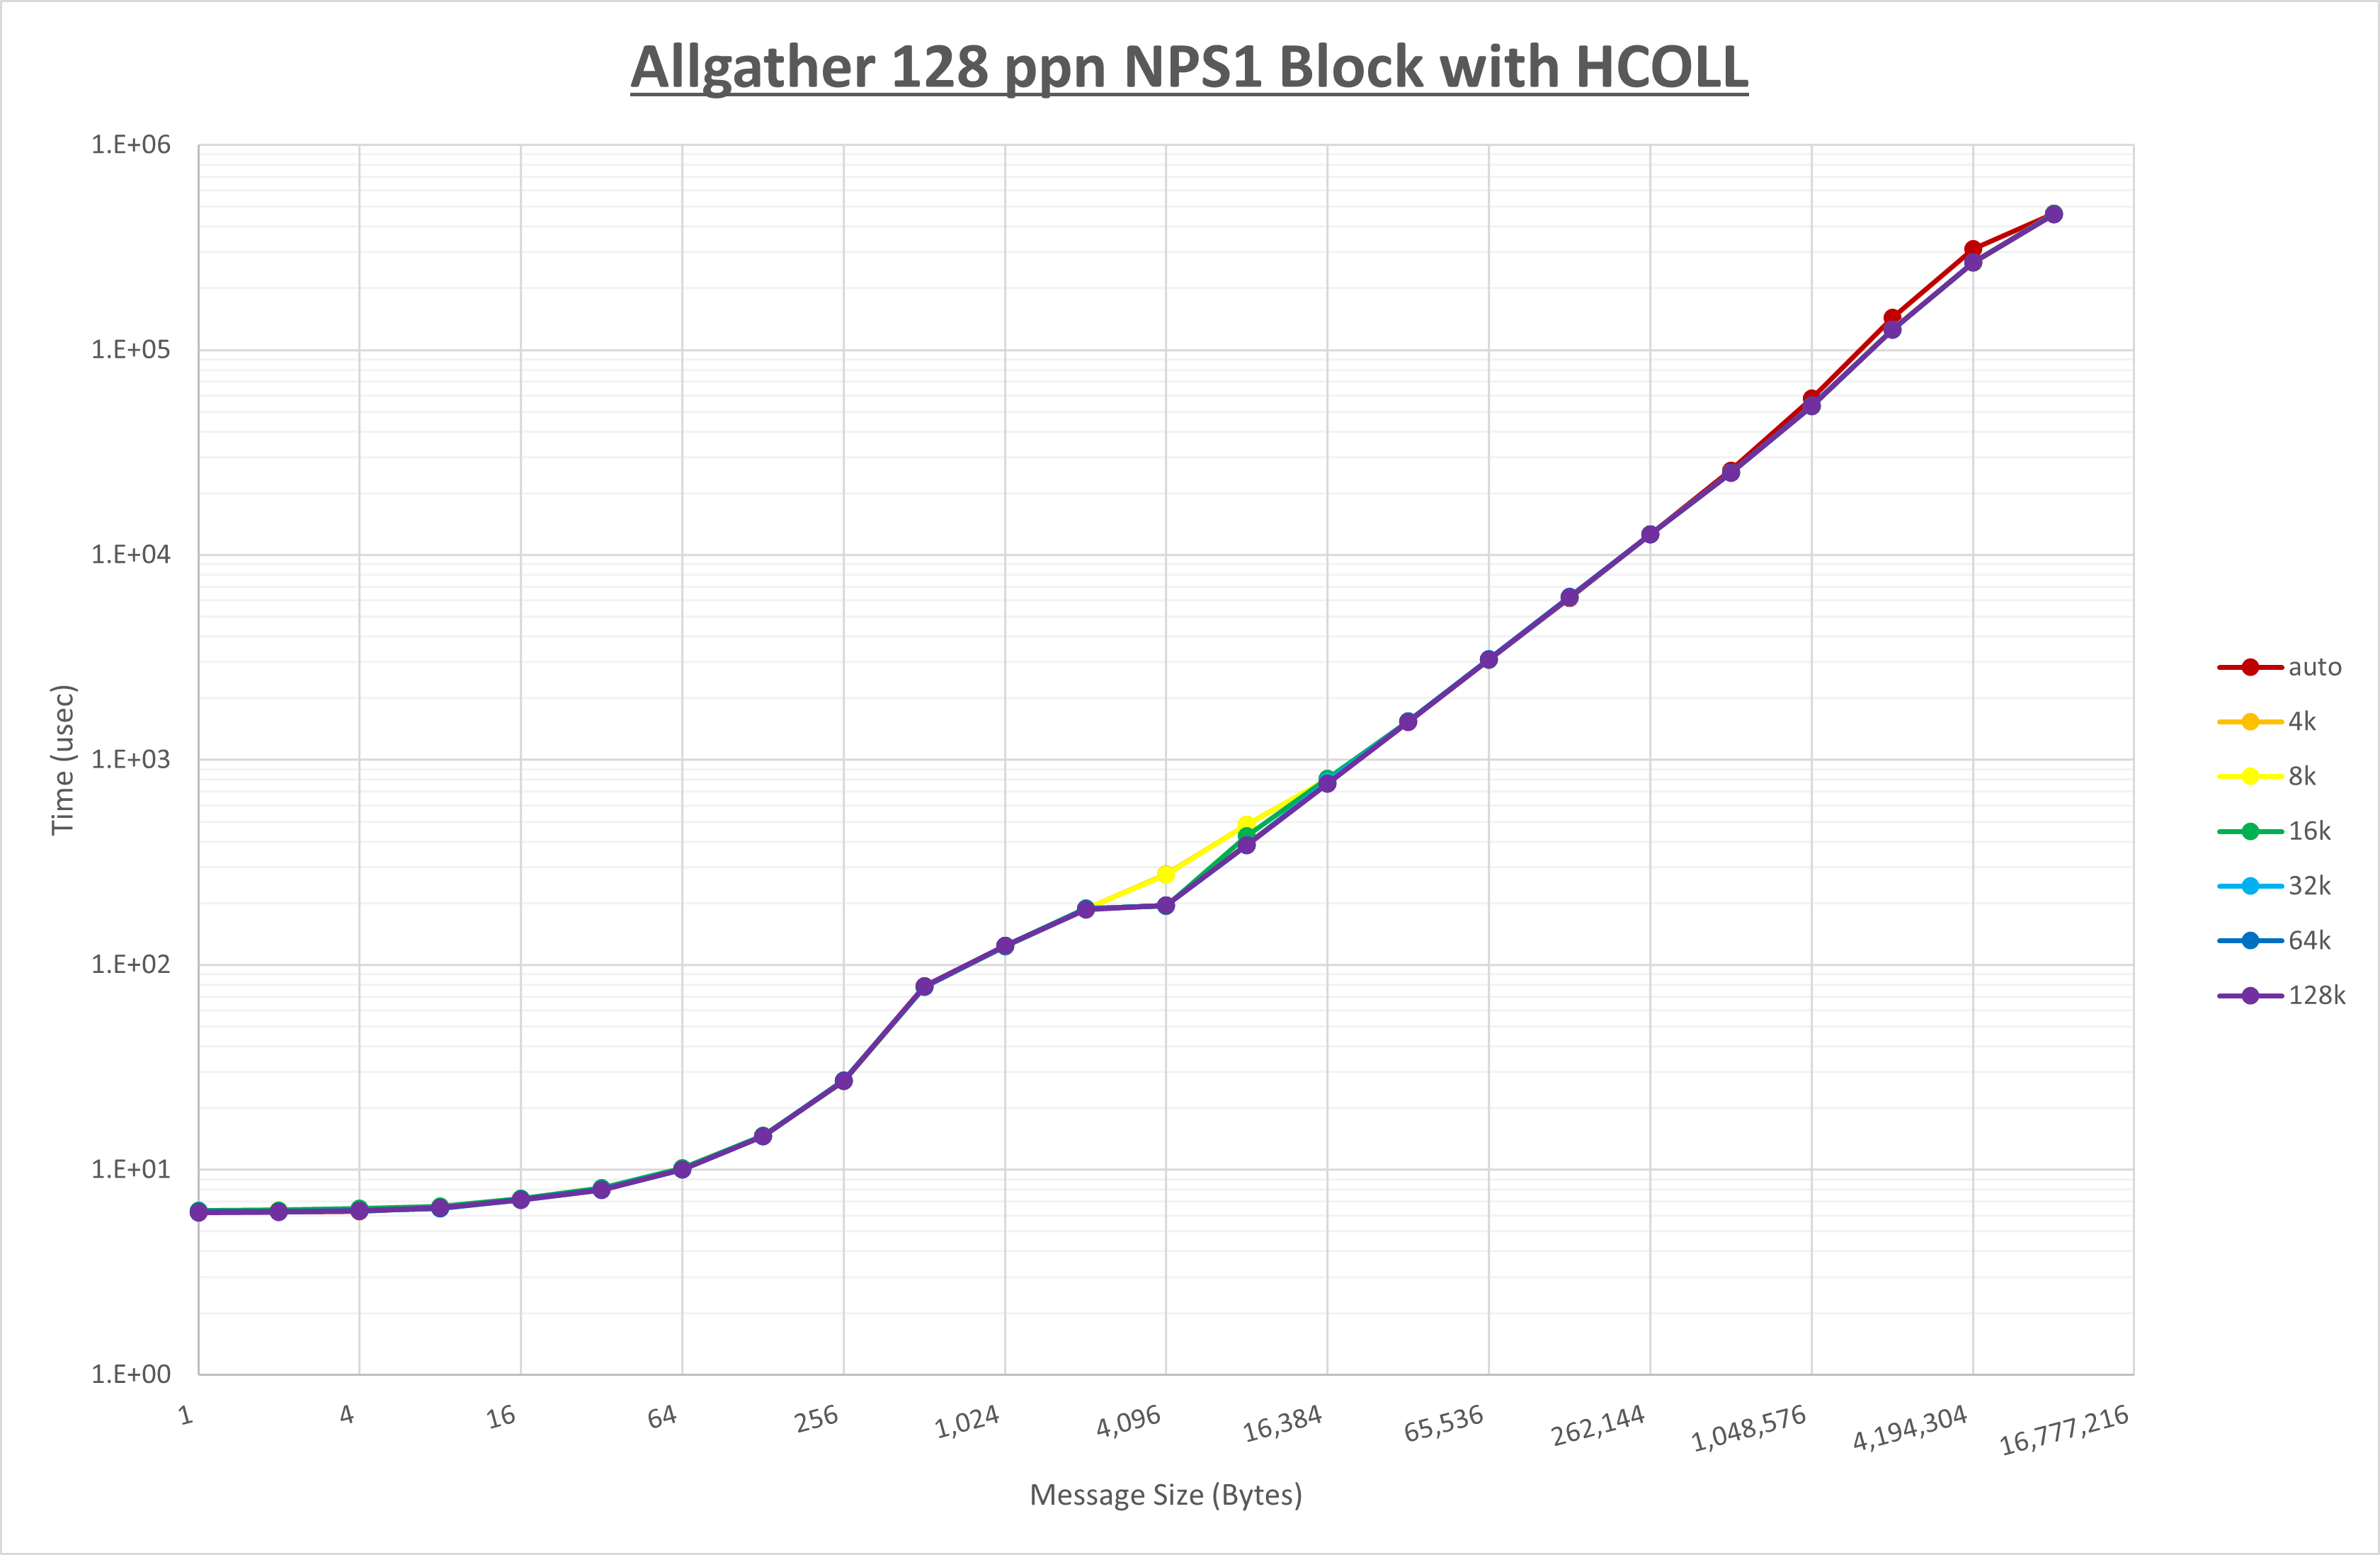 Allgather 128 ppn NPS1 Block with HCOLL
1.E+06
1.E+05
1.E+04
1.E+03
1.E+02
1.E+01
1.E+00
Time (usec)
1
4
16
64
256
1,024
4,096
16,384
65,536
262,144
1,048,576
4,194,304
16,777,216
Message Size (Bytes)
auto
4k
8k
16k
32k
64k
128k